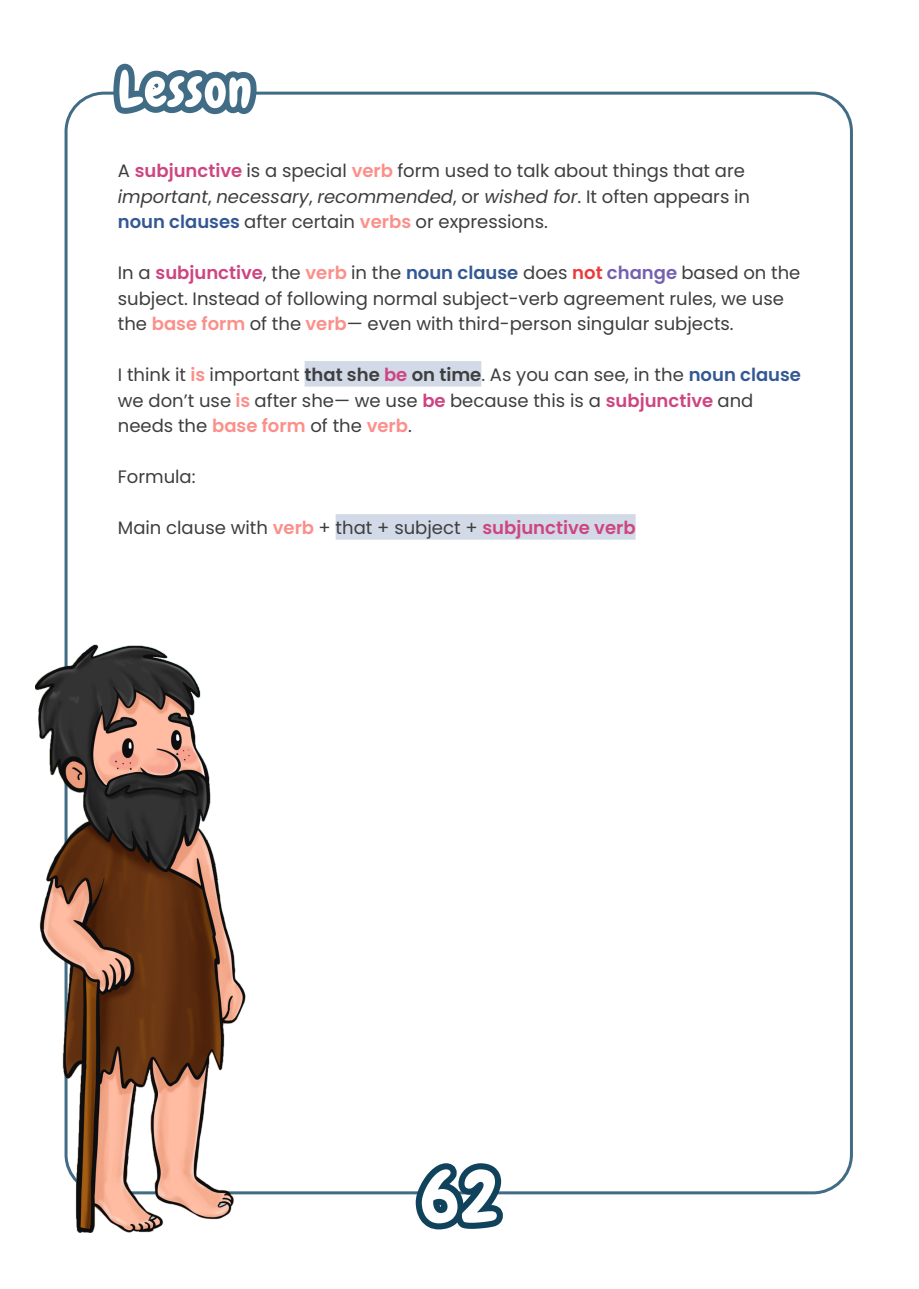 Lesson
A subjunctive is a special verb form used to talk about things that are
important, necessary, recommended, or wished for. It often appears in
noun clauses after certain verbs or expressions.
In a subjunctive, the verb in the noun clause does not change based on the
subject. Instead of following normal subject-verb agreement rules, we use
the base form of the verb— even with third-person singular subjects.
I think it is important that she be on time. As you can see, in the noun clause
we don’t use is after she— we use be because this is a subjunctive and
needs the base form of the verb.
Formula:
Main clause with verb + that + subject + subjunctive verb
62